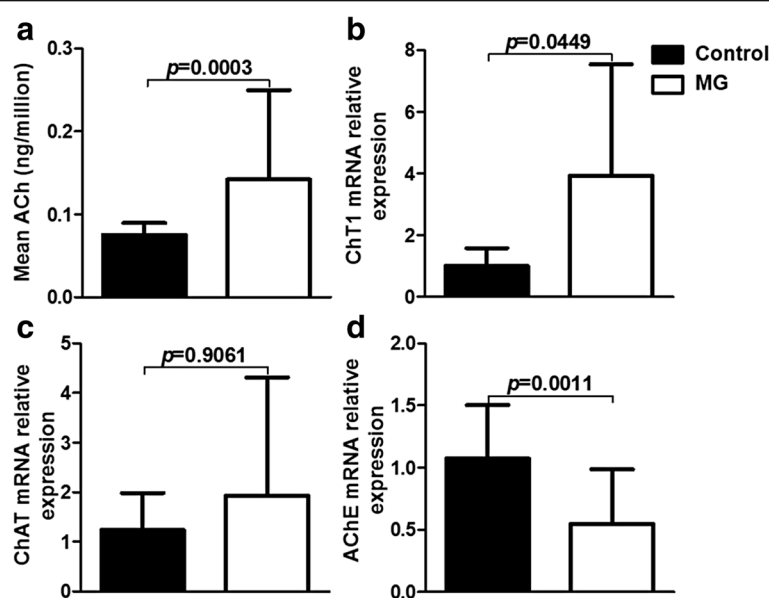 a
Mean ACh (ng/million)
0.3
0.2
0.1
0.0
p=0.0003
b
ChT1 mRNA relative
expression
8
6
4
2
0
p=0.0449
Control
MG
c
ChAT mRNA relative
expression
5
4
3
2
1
0
p=0.9061
d
AChE mRNA relative
expression
2.0
1.5
1.0
0.5
0.0
p=0.0011